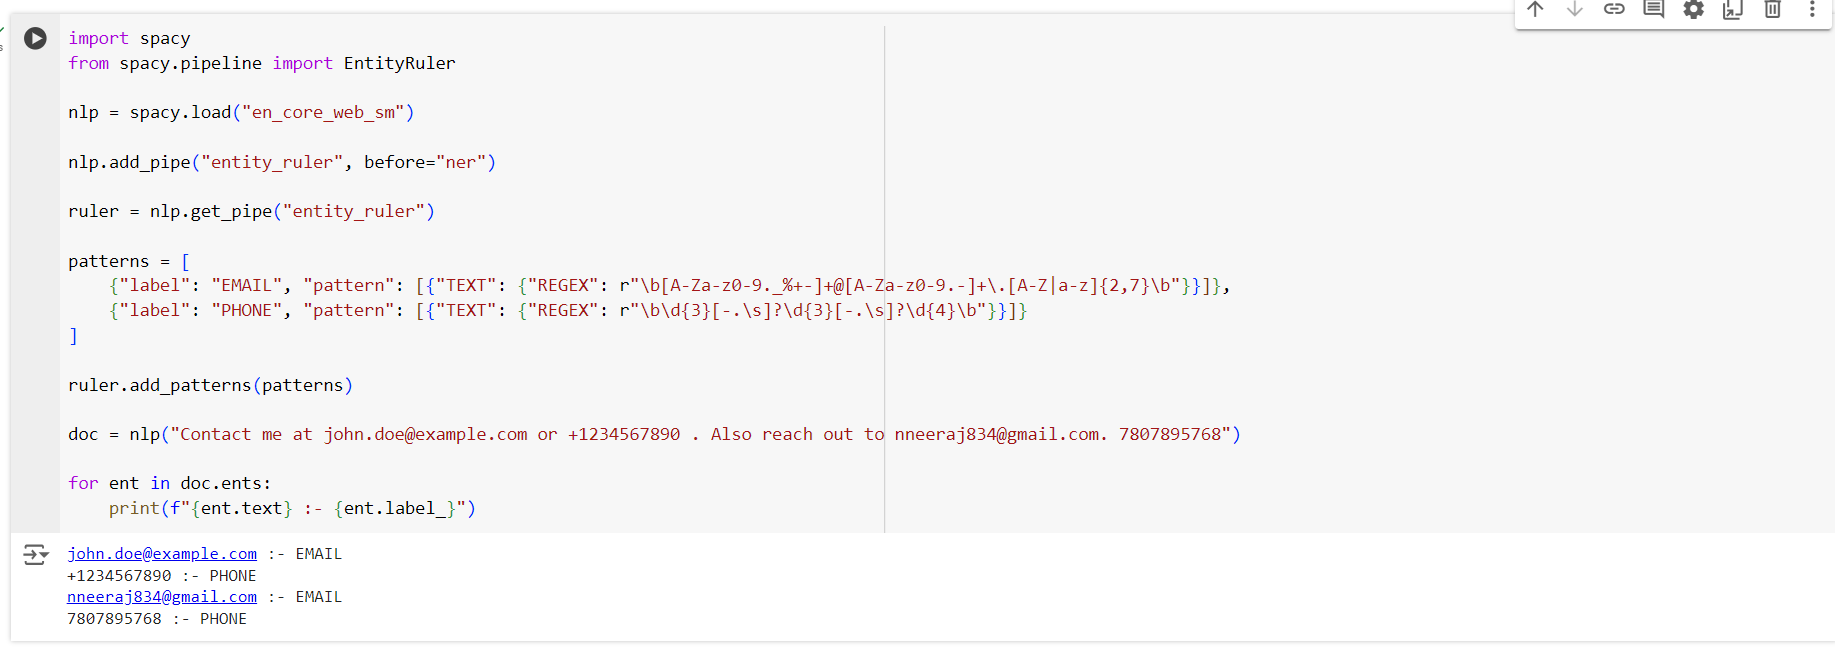 import spacy
from spacy.pipeline import EntityRuler
nlp = spacy.load("en_core_web_sm")
nlp.add_pipe("entity_ruler", before="ner")
ruler = nlp.get_pipe("entity_ruler")
patterns = [
    {"label": "EMAIL", "pattern": [{"TEXT": {"REGEX": r"\b[A-Za-z0-9._%+-]+@[A-Za-z0-9.-]+\.[A-Z|a-z]{2,7}\b"}}]},
    {"label": "PHONE", "pattern": [{"TEXT": {"REGEX": r"\b\d{3}[-.\s]?\d{3}[-.\s]?\d{4}\b"}}]}
]
ruler.add_patterns(patterns)
doc = nlp("Contact me at john.doe@example.com or +1234567890 . Also reach out to nneeraj834@gmail.com. 7807895768")
for ent in doc.ents:
    print(f"{ent.text} :- {ent.label_}")
john.doe@example.com :- EMAIL
+1234567890 :- PHONE
nneeraj834@gmail.com :- EMAIL
7807895768 :- PHONE